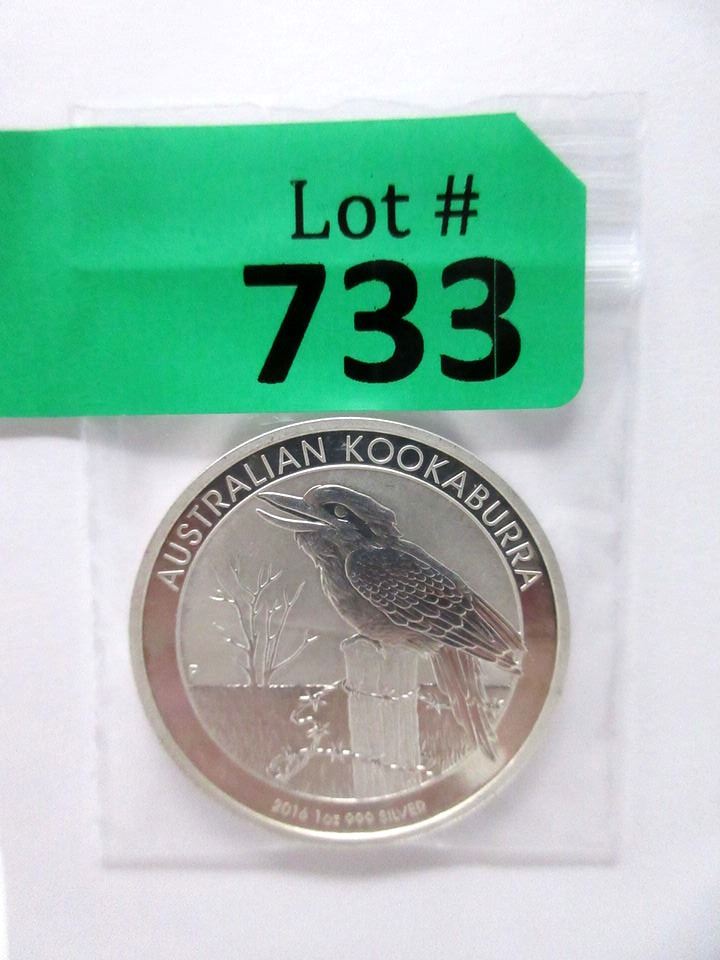 Lot #
733
AUSTRALIAN KOOKABURRA
P
2016 1oz 999 SILVER